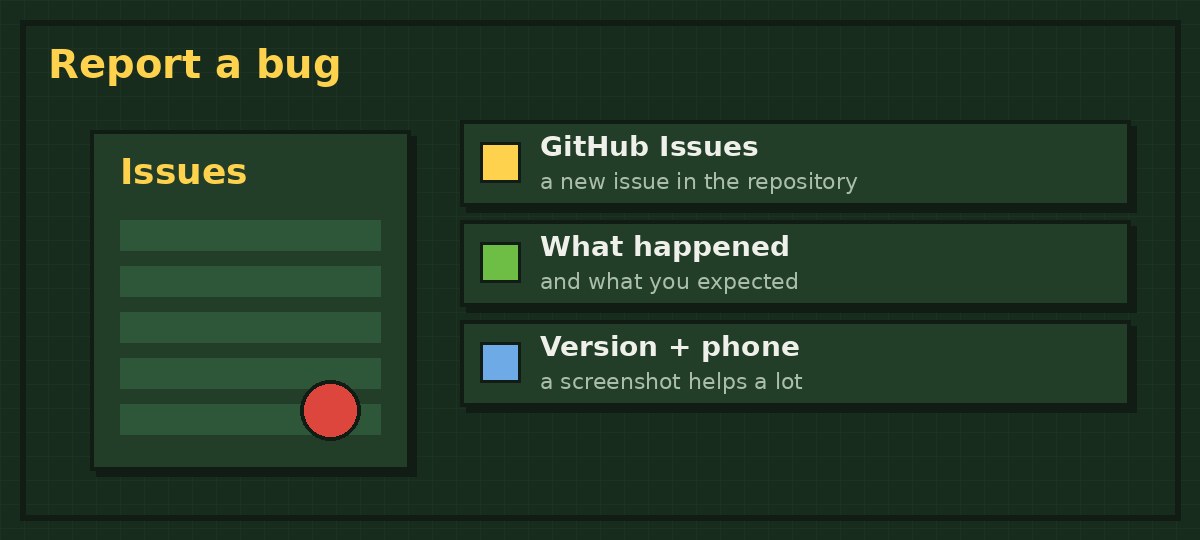 Report a bug
Issues
GitHub Issues
a new issue in the repository
What happened
and what you expected
Version + phone
a screenshot helps a lot